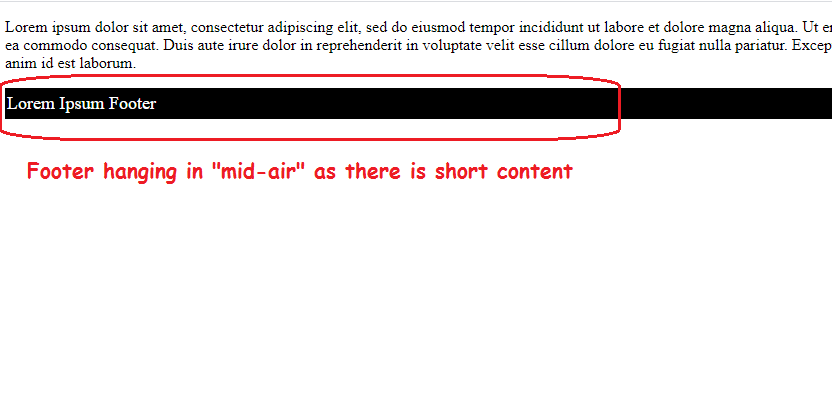 Lorem ipsum dolor sit amet, consectetur adipiscing elit, sed do eiusmod tempor incididunt ut labore et dolore magna aliqua. Ut
ea commodo consequat. Duis aute irure dolor in reprehenderit in voluptate velit esse cillum dolore eu fugiat nulla pariatur. Excep
anim id est laborum.
Lorem Ipsum Footer
Footer hanging in "mid-air" as there is short content